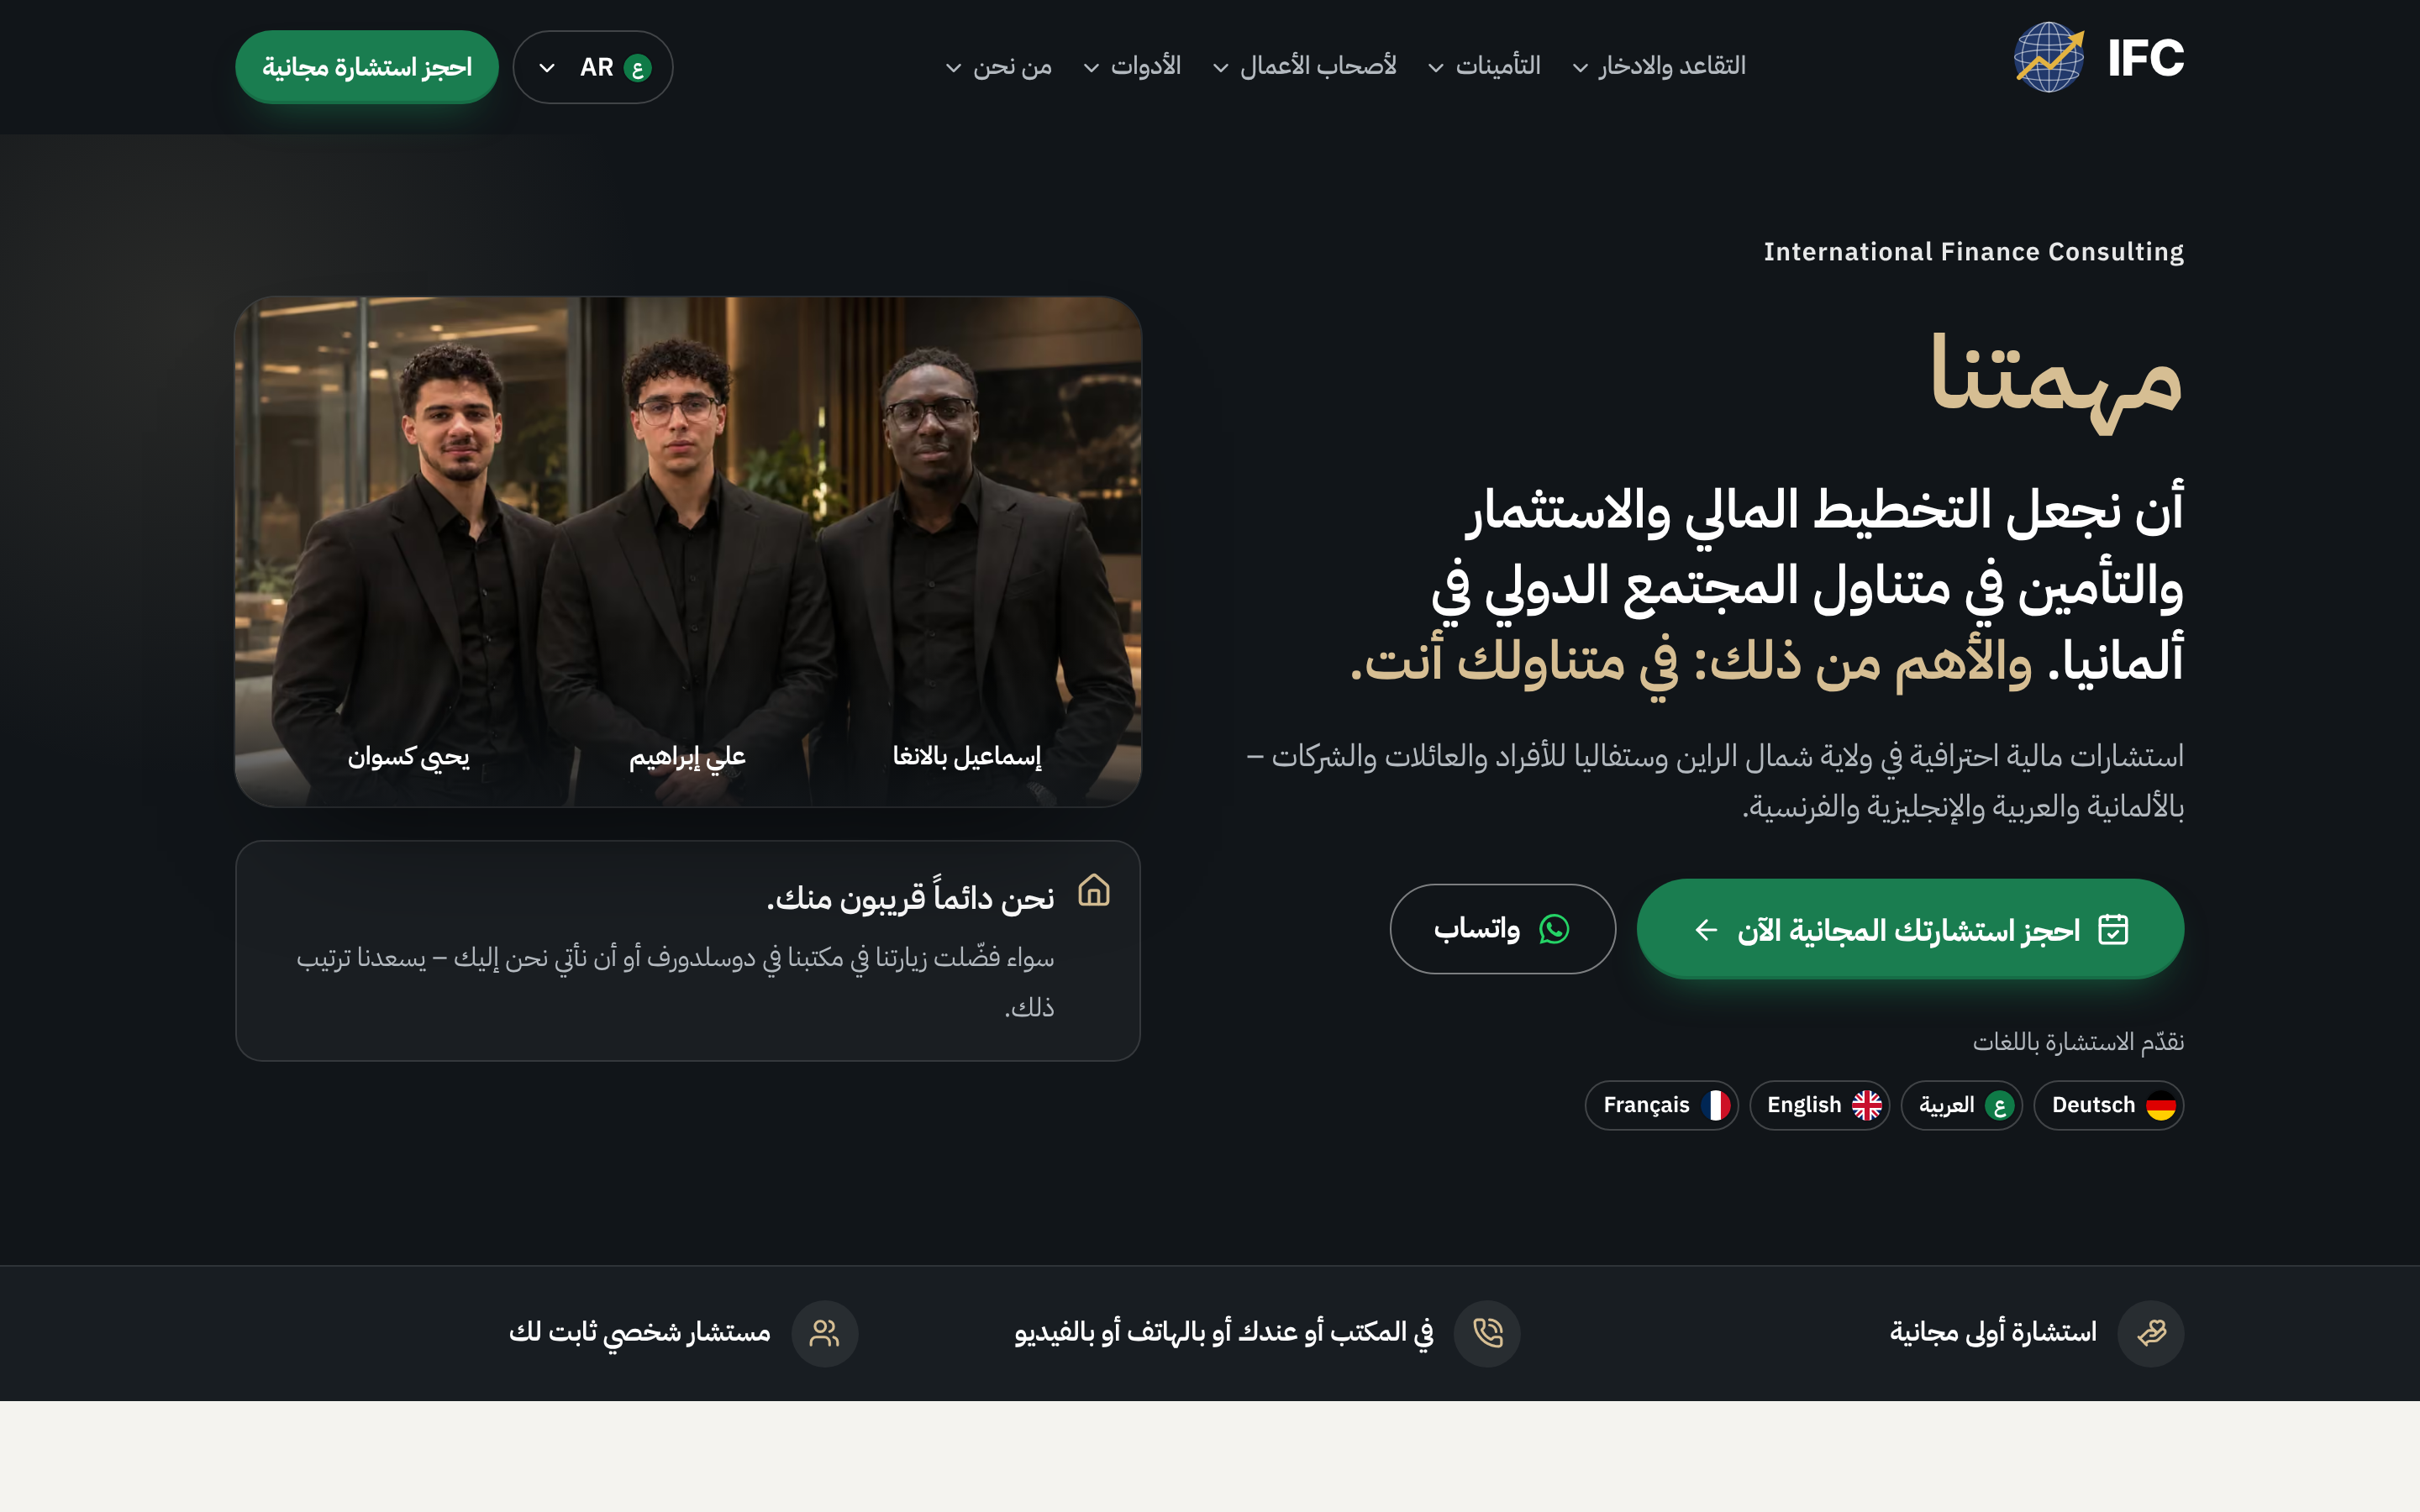 IFC
التقاعد والادخار
التأمينات
لأصحاب الأعمال
الأدوات
من نحن
ع AR
احجز استشارة مجانية
International Finance Consulting
مهمتنا
أن نجعل التخطيط المالي والاستثمار
والتأمين في متناول المجتمع الدولي في
ألمانيا. والأهم من ذلك: في متناولك أنت.
استشارات مالية احترافية في ولاية شمال الراين وستفاليا للأفراد والعائلات والشركات –
بالألمانية والعربية والإنجليزية والفرنسية.
احجز استشارتك المجانية الآن
واتساب
نقدّم الاستشارة باللغات
Deutsch
ع العربية
English
Français
إسماعيل بالانغا
علي إبراهيم
يحيى كسوان
نحن دائماً قريبون منك.
سواء فضّلت زيارتنا في مكتبنا في دوسلدورف أو أن نأتي نحن إليك – يسعدنا ترتيب
ذلك.
استشارة أولى مجانية
في المكتب أو عندك أو بالهاتف أو بالفيديو
مستشار شخصي ثابت لك